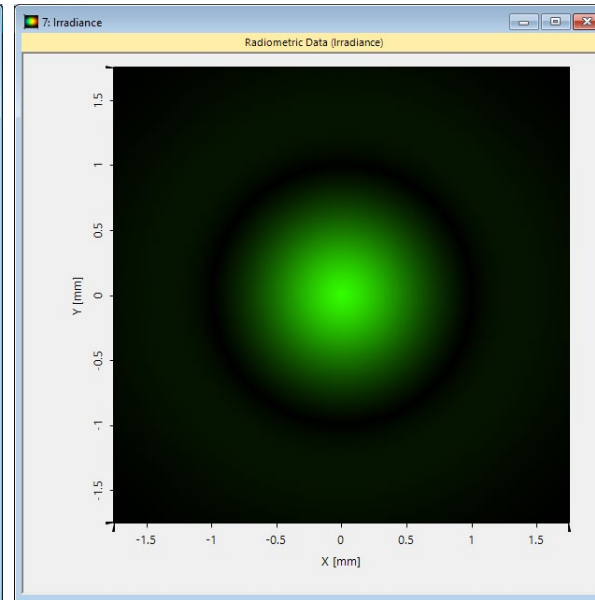 7: Irradiance
Radiometric Data (Irradiance)
1.5
1
0.5
0
-0.5
-1
-1.5
Y [mm]
-1.5 -1 -0.5 0 0.5 1 1.5
X [mm]